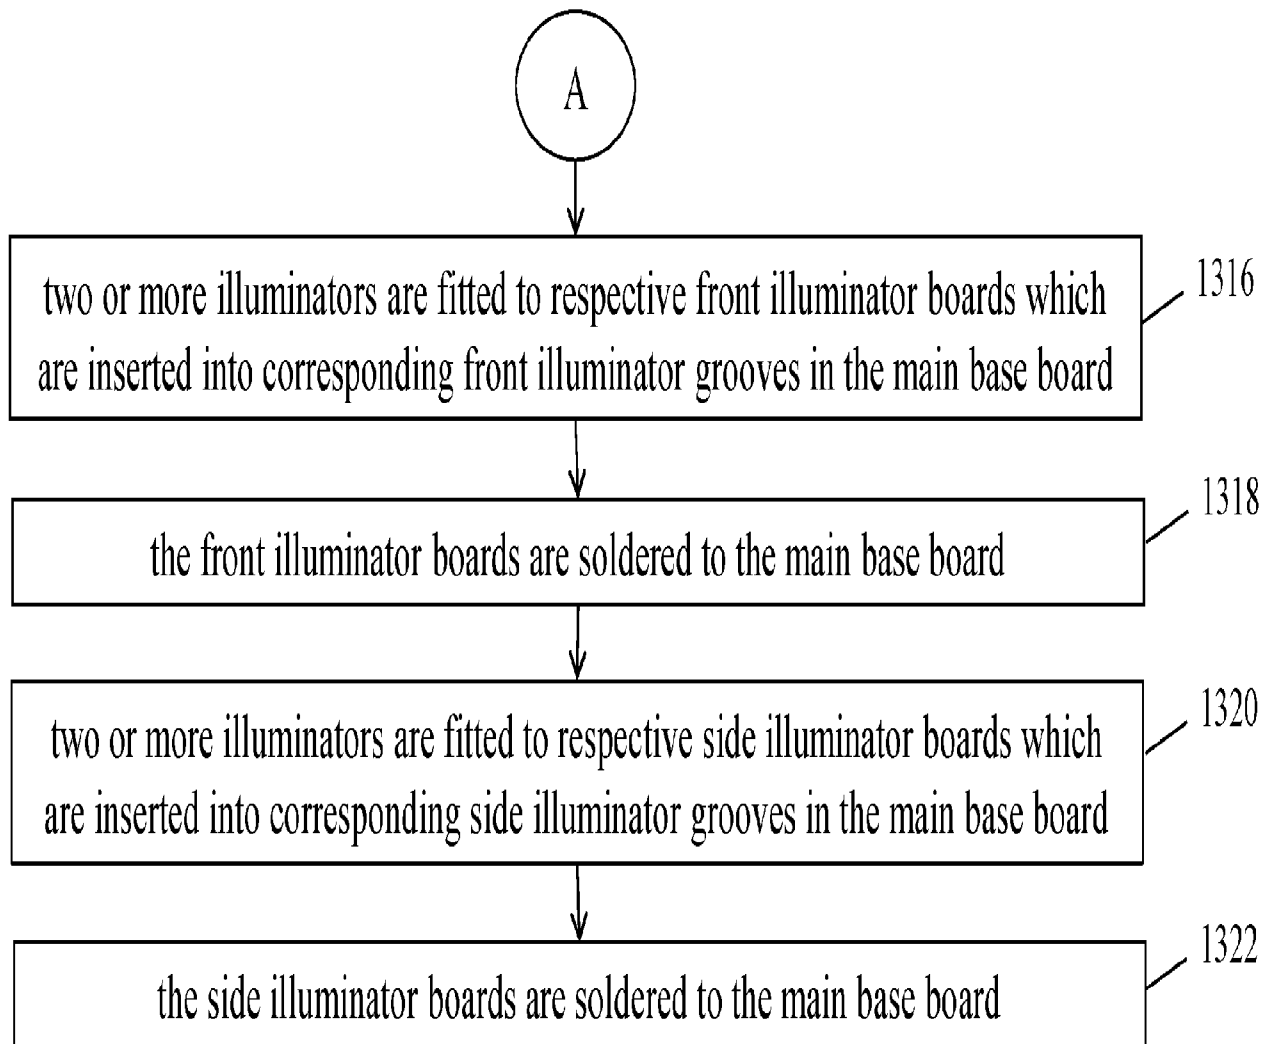 A
two or more illuminators are fitted to respective front illuminator boards which
are inserted into corresponding front illuminator grooves in the main base board
1316
the front illuminator boards are soldered to the main base board
1318
two or more illuminators are fitted to respective side illuminator boards which
are inserted into corresponding side illuminator grooves in the main base board
1320
the side illuminator boards are soldered to the main base board
1322